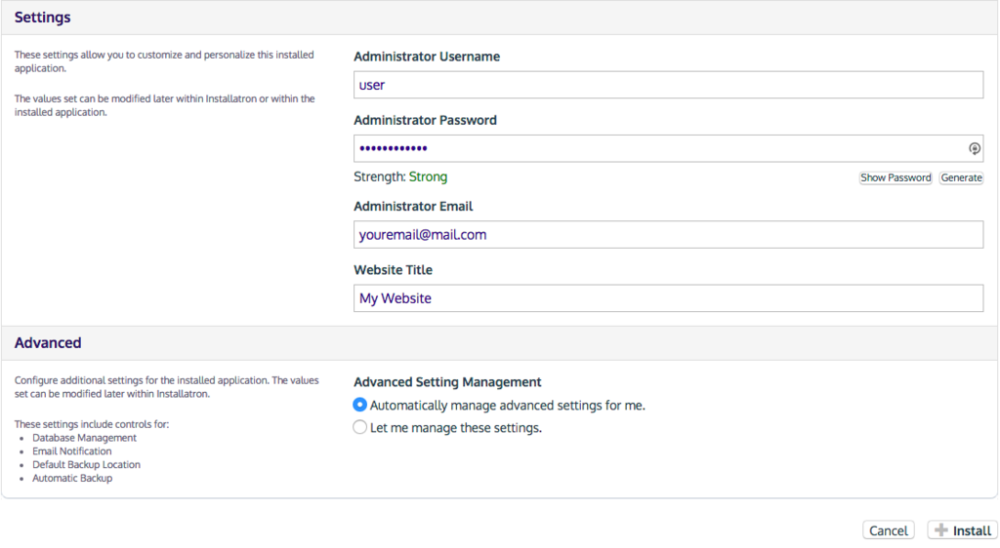 Settings
These settings allow you to customize and personalize this installed
application.
The values set can be modified later within Installatron or within the
installed application.
Administrator Username
user
Administrator Password
••••••••••••
Strength: Strong
Show Password
Generate
Administrator Email
youremail@mail.com
Website Title
My Website
Advanced
Configure additional settings for the installed application. The values
set can be modified later within Installatron.
These settings include controls for:
• Database Management
• Email Notification
• Default Backup Location
• Automatic Backup
Advanced Setting Management
Automatically manage advanced settings for me.
Let me manage these settings.
Cancel
Install